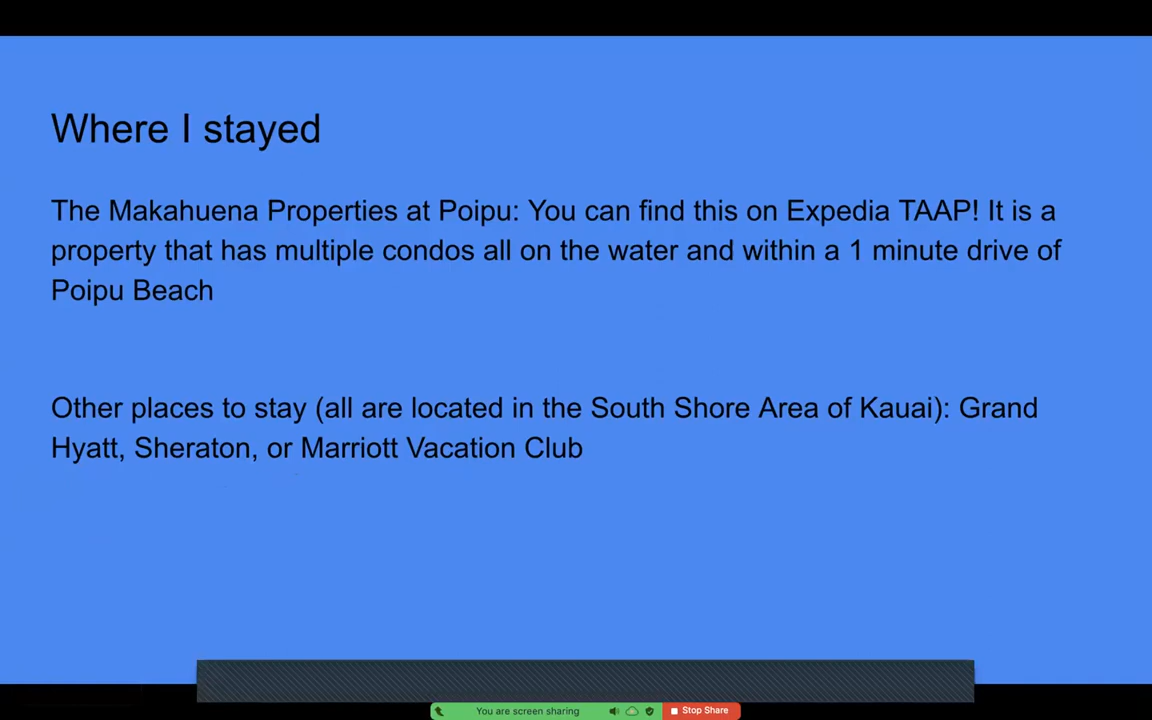 Where I stayed
The Makahuena Properties at Poipu: You can find this on Expedia TAAP! It is a
property that has multiple condos all on the water and within a 1 minute drive of
Poipu Beach
Other places to stay (all are located in the South Shore Area of Kauai): Grand
Hyatt, Sheraton, or Marriott Vacation Club
You are screen sharing
Stop Share